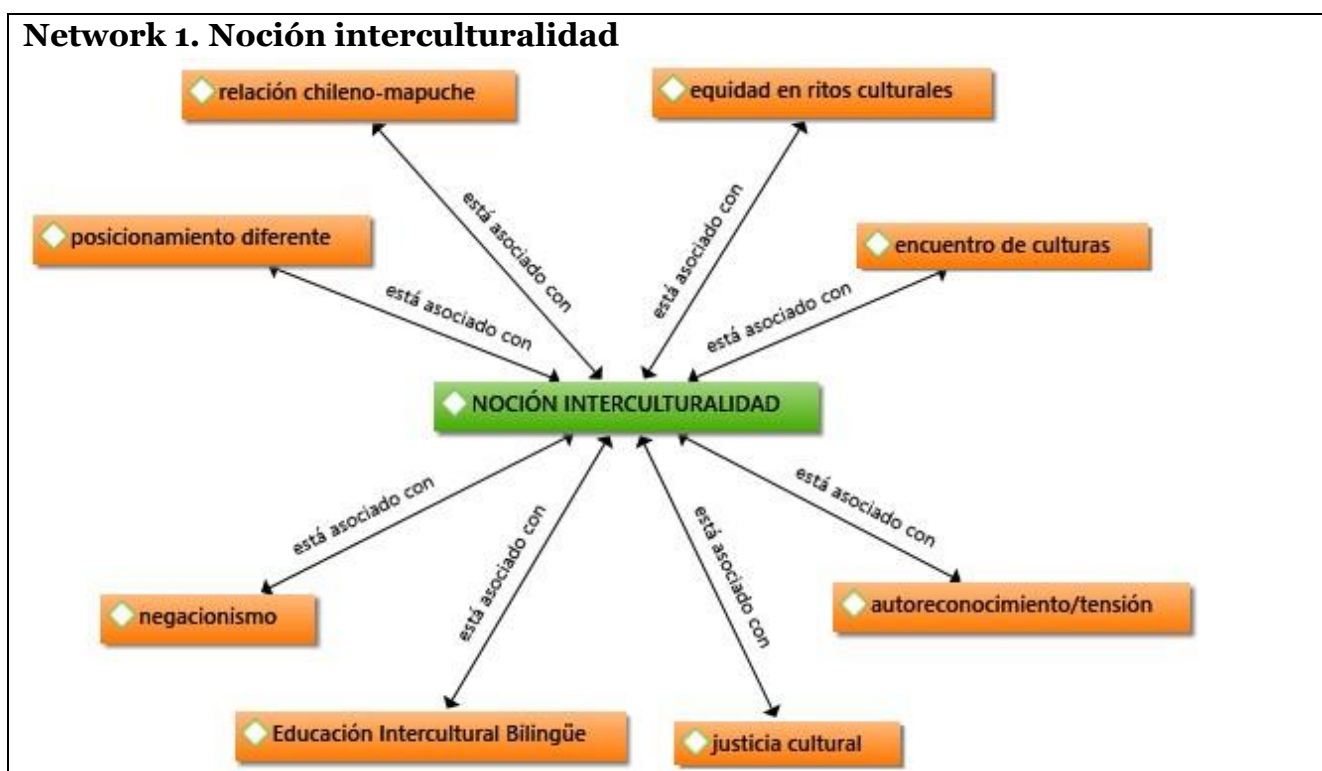 Network 1. Noción interculturalidad
relación chileno-mapuche
equidad en ritos culturales
posicionamiento diferente
encuentro de culturas
está asociado con
está asociado con
está asociado con
está asociado con
NOCIÓN INTERCULTURALIDAD
está asociado con
está asociado con
está asociado con
está asociado con
negacionismo
autoreconocimiento/tensión
Educación Intercultural Bilingüe
justicia cultural